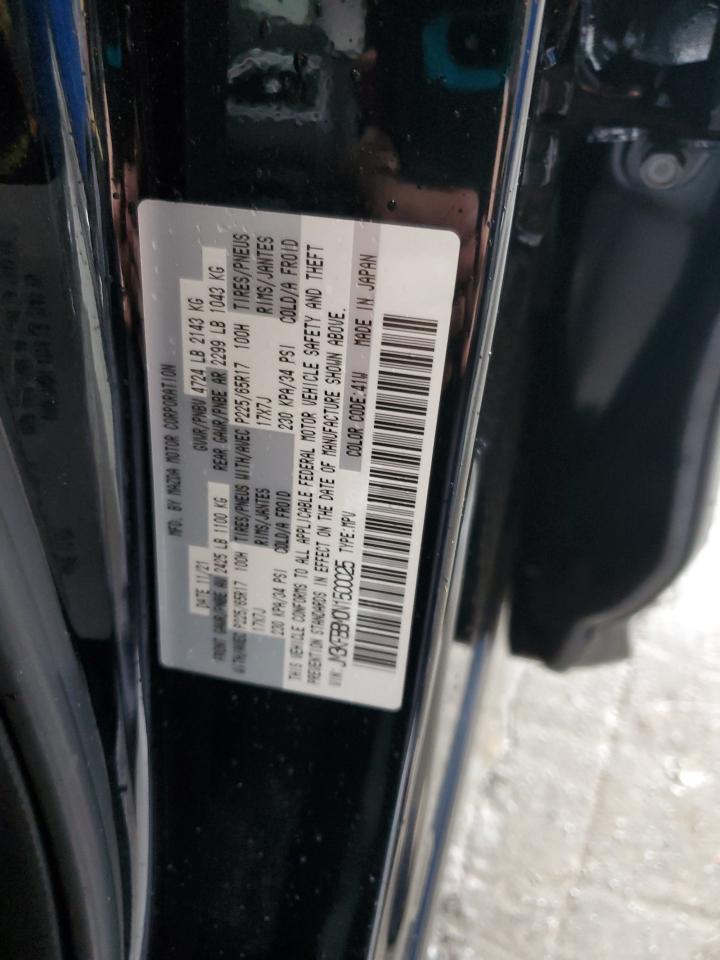 MFD. BY MAZDA MOTOR CORPORATION
DATE 11/21 GVWR/PNBV 4724 LB 2143 KG
FRONT GAWR/PNBE AV 2425 LB 1100 KG REAR GAWR/PNBE AR 2299 LB 1043 KG
WITH/AVEC P225/65R17 100H TIRES/PNEUS WITH/AVEC P225/65R17 100H TIRES/PNEUS
17X7J RIMS/JANTES 17X7J RIMS/JANTES
230 KPA/34 PSI COLD/A FROID 230 KPA/34 PSI COLD/A FROID
THIS VEHICLE CONFORMS TO ALL APPLICABLE FEDERAL MOTOR VEHICLE SAFETY AND THEFT
PREVENTION STANDARDS IN EFFECT ON THE DATE OF MANUFACTURE SHOWN ABOVE.
VIN: TYPE:MPV COLOR CODE:41W MADE IN JAPAN